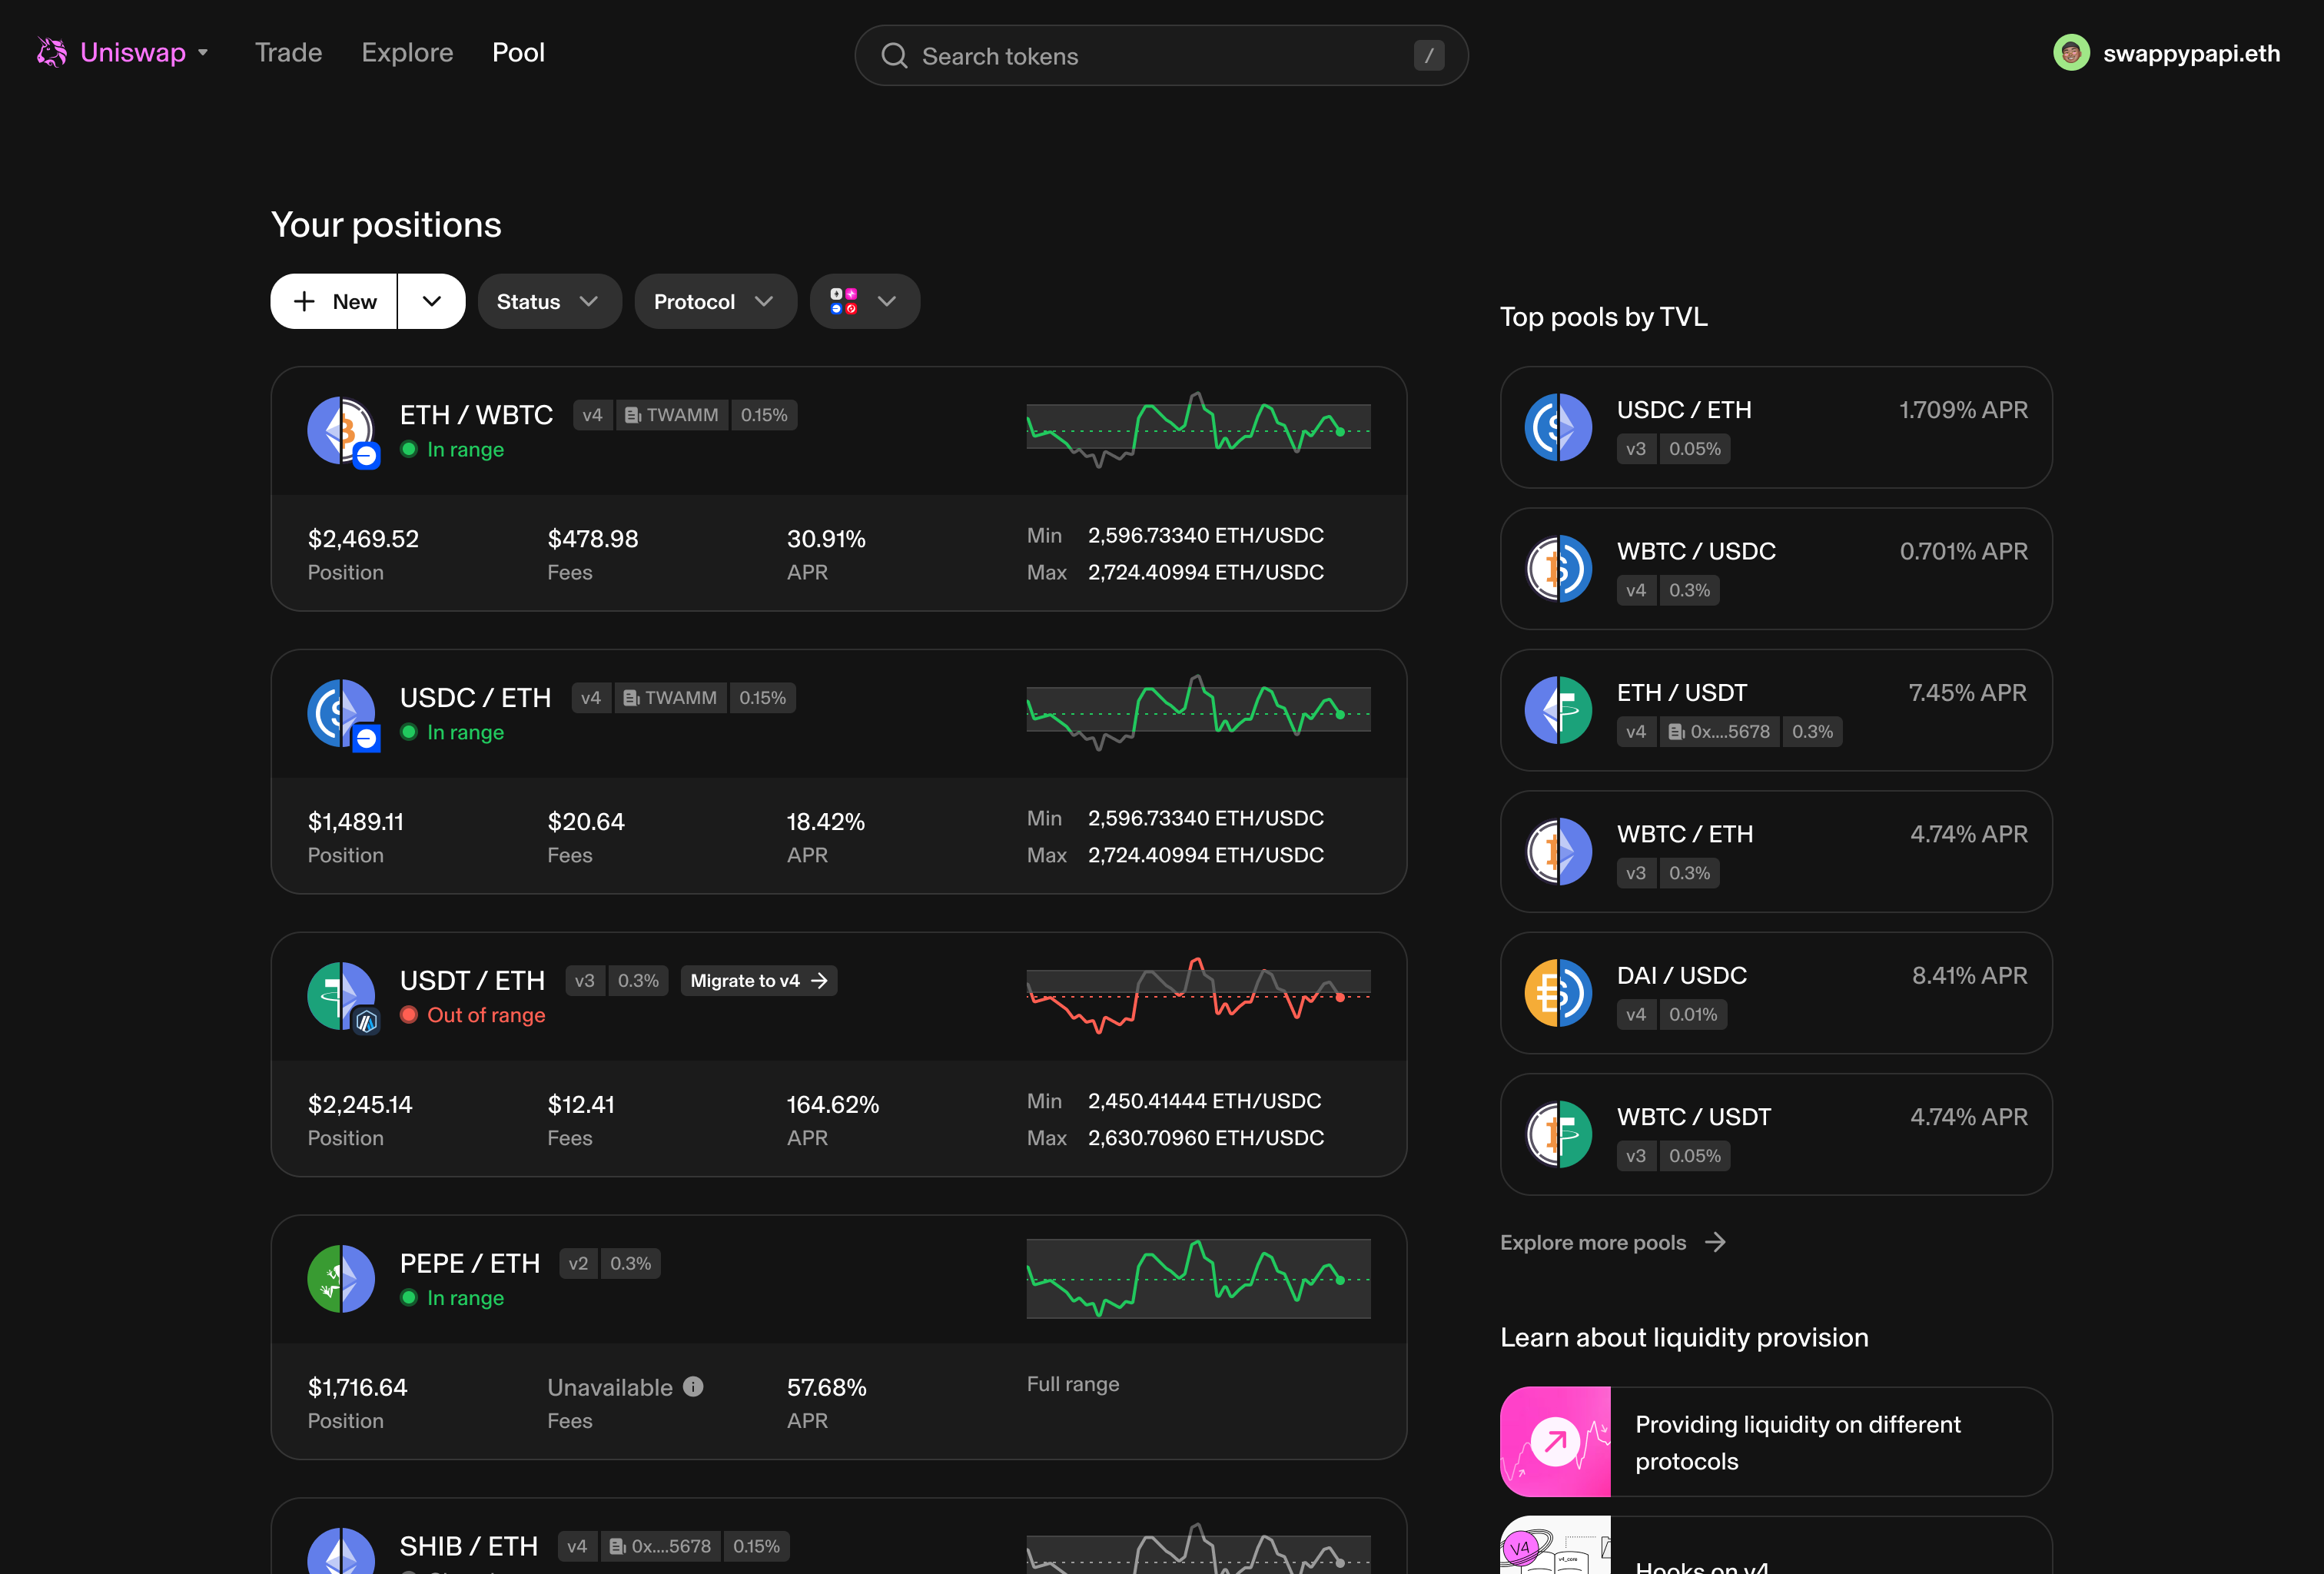 Uniswap
Trade
Explore
Pool
Search tokens
/
swappypapi.eth
Your positions
New
Status
Protocol
ETH / WBTC v4 TWAMM 0.15%
In range
$2,469.52 $478.98 30.91%
Position Fees APR
Min 2,596.73340 ETH/USDC
Max 2,724.40994 ETH/USDC
USDC / ETH v4 TWAMM 0.15%
In range
$1,489.11 $20.64 18.42%
Position Fees APR
Min 2,596.73340 ETH/USDC
Max 2,724.40994 ETH/USDC
USDT / ETH v3 0.3% Migrate to v4
Out of range
$2,245.14 $12.41 164.62%
Position Fees APR
Min 2,450.41444 ETH/USDC
Max 2,630.70960 ETH/USDC
PEPE / ETH v2 0.3%
In range
$1,716.64 Unavailable 57.68%
Position Fees APR
Full range
SHIB / ETH v4 0x....5678 0.15%
Top pools by TVL
USDC / ETH 1.709% APR
v3 0.05%
WBTC / USDC 0.701% APR
v4 0.3%
ETH / USDT 7.45% APR
v4 0x....5678 0.3%
WBTC / ETH 4.74% APR
v3 0.3%
DAI / USDC 8.41% APR
v4 0.01%
WBTC / USDT 4.74% APR
v3 0.05%
Explore more pools
Learn about liquidity provision
Providing liquidity on different
protocols
V4
v4_core
Hooks on v4